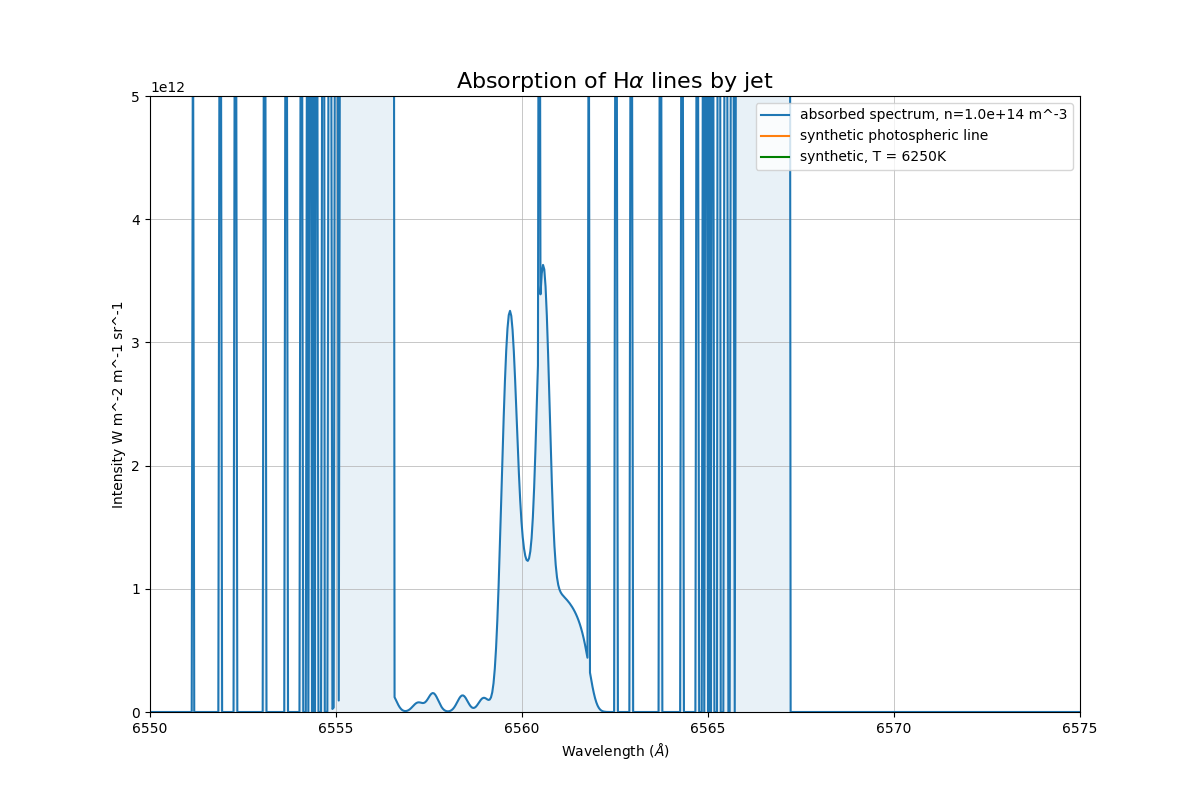 Absorption of Hα lines by jet
1e12
5
4
3
2
1
0
Intensity W m^-2 m^-1 sr^-1
absorbed spectrum, n=1.0e+14 m^-3
synthetic photospheric line
synthetic, T = 6250K
6550 6555 6560 6565 6570 6575
Wavelength (Å)